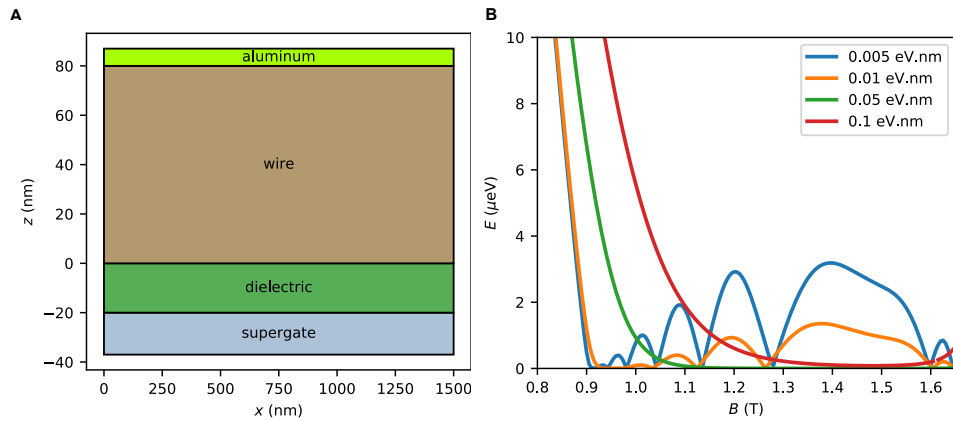 A
aluminum
wire
dielectric
supergate
80
60
40
20
0
−20
−40
z (nm)
0
250
500
750
1000
1250
1500
x (nm)
B
0.005 eV.nm
0.01 eV.nm
0.05 eV.nm
0.1 eV.nm
10
8
6
4
2
0
E (μeV)
0.8
0.9
1.0
1.1
1.2
1.3
1.4
1.5
1.6
B (T)